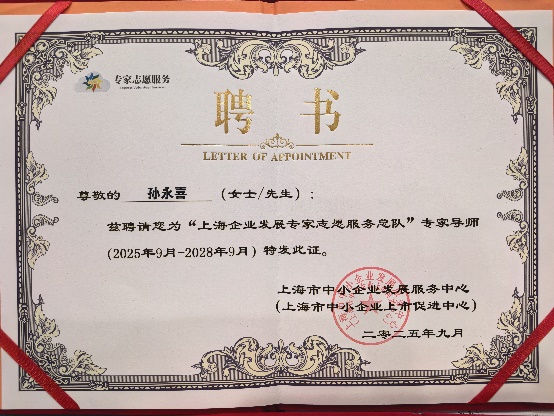 专家志愿服务
Experts Volunteer Service
聘 书
LETTER OF APPOINTMENT
尊敬的 孙永喜 （女士/先生）：
兹聘请您为“上海企业发展专家志愿服务总队”专家导师
(2025年9月-2028年9月) 特发此证。
上海市中小企业发展服务中心
(上海市中小企业上市促进中心)
二零二五年九月